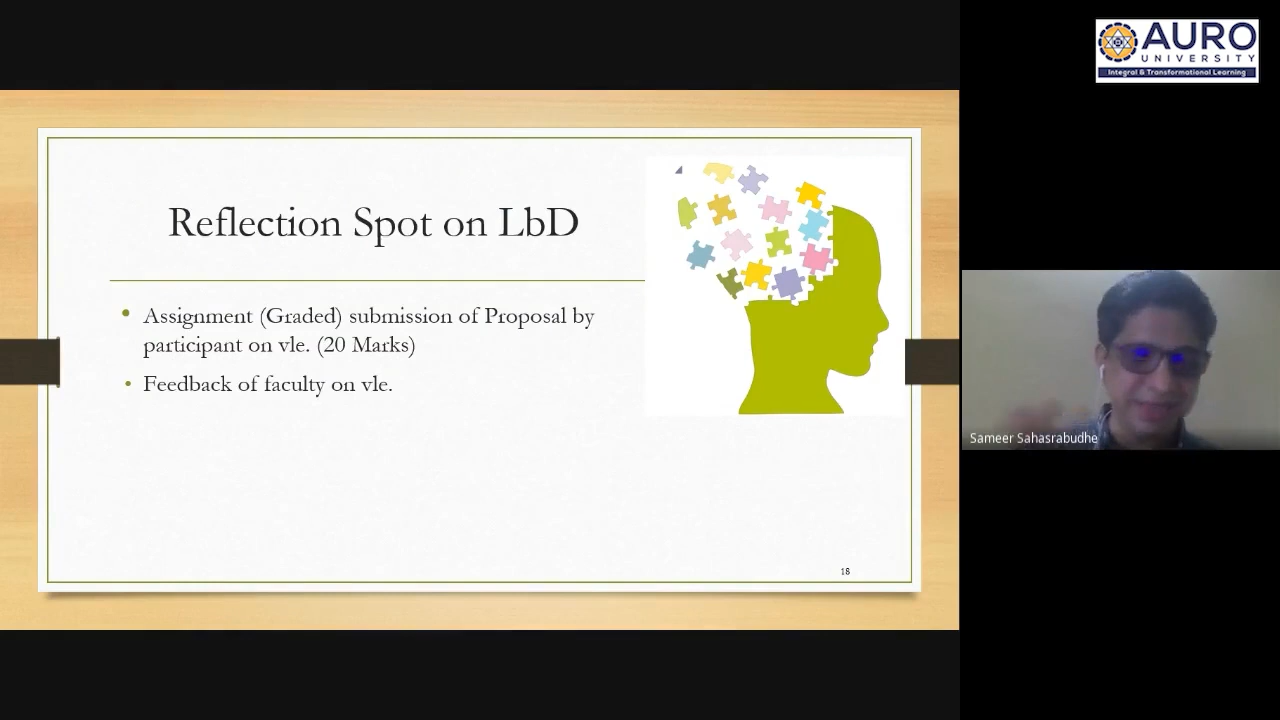 AURO
UNIVERSITY
Integral & Transformational Learning
Reflection Spot on LbD
• Assignment (Graded) submission of Proposal by
participant on vle. (20 Marks)
• Feedback of faculty on vle.
18
Sameer Sahasrabudhe